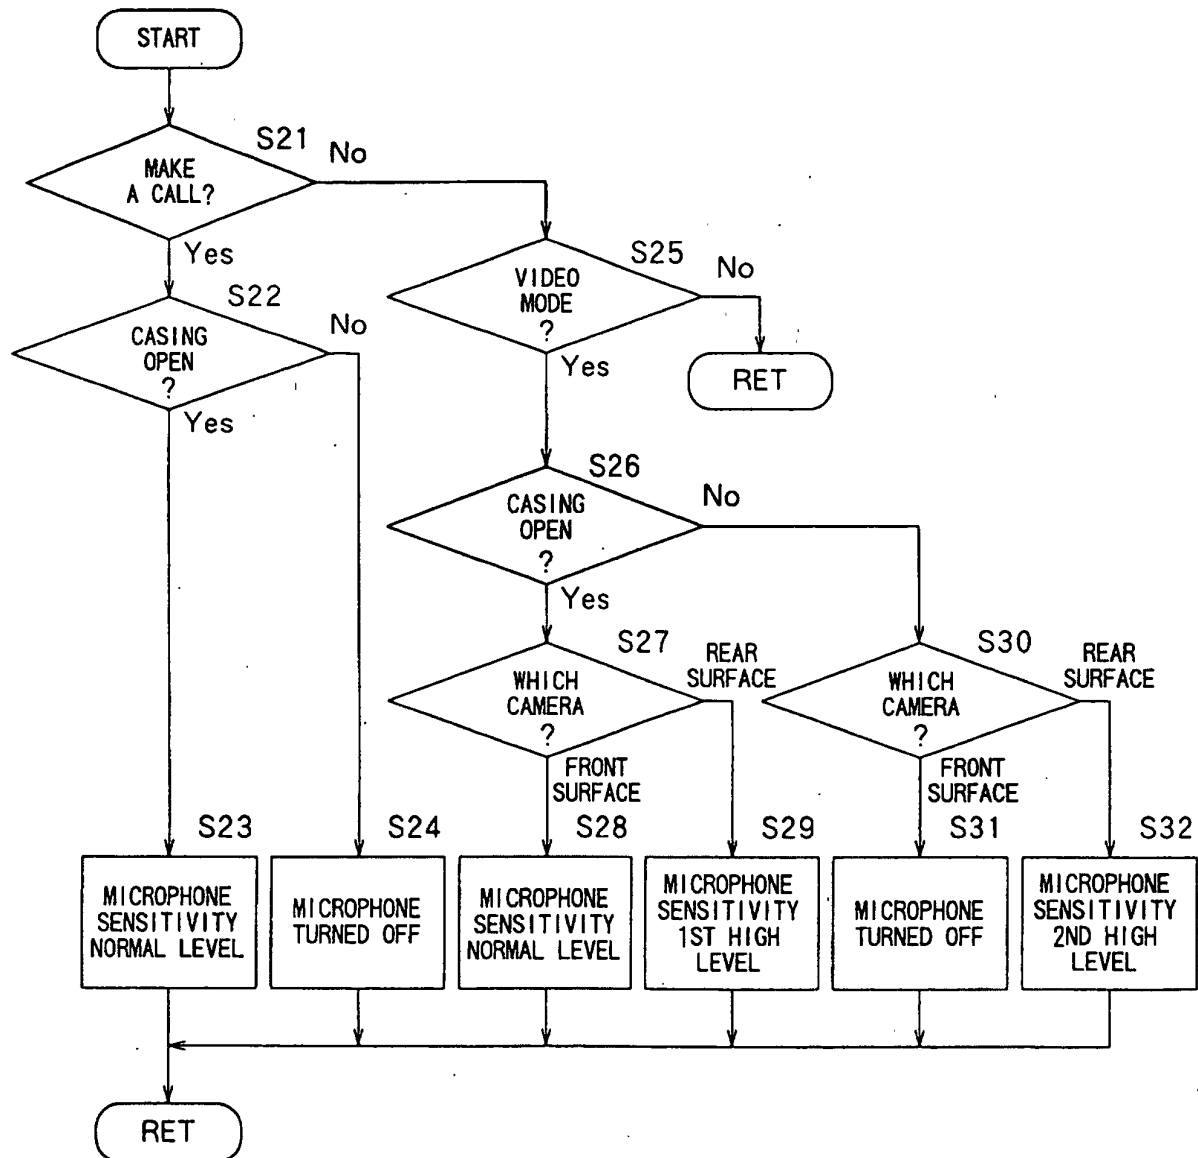 START
S21
No
MAKE
A CALL?
Yes
S25
No
VIDEO
MODE
?
Yes
RET
S22
No
CASING
OPEN
?
Yes
S26
No
CASING
OPEN
?
Yes
S27
REAR
SURFACE
WHICH
CAMERA
?
FRONT
SURFACE
S30
REAR
SURFACE
WHICH
CAMERA
?
FRONT
SURFACE
S23
MICROPHONE
SENSITIVITY
NORMAL LEVEL
S24
MICROPHONE
TURNED OFF
S28
MICROPHONE
SENSITIVITY
NORMAL LEVEL
S29
MICROPHONE
SENSITIVITY
1ST HIGH
LEVEL
S31
MICROPHONE
TURNED OFF
S32
MICROPHONE
SENSITIVITY
2ND HIGH
LEVEL
RET